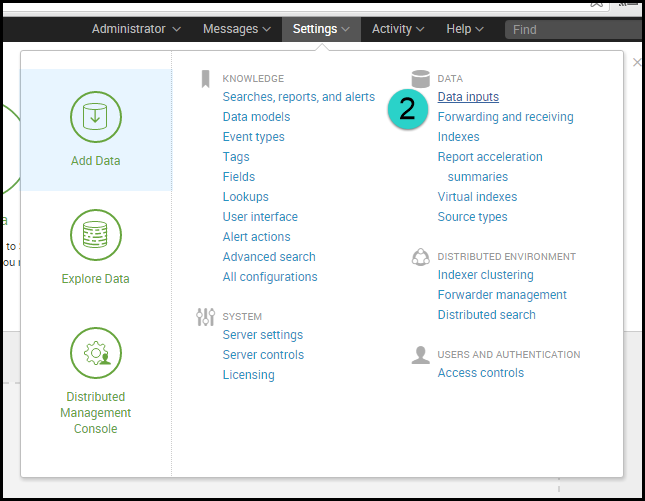 Administrator Messages Settings Activity Help Find
Add Data
Explore Data
Distributed
Management
Console
KNOWLEDGE
Searches, reports, and alerts
Data models
Event types
Tags
Fields
Lookups
User interface
Alert actions
Advanced search
All configurations
SYSTEM
Server settings
Server controls
Licensing
DATA
2
Data inputs
Forwarding and receiving
Indexes
Report acceleration
summaries
Virtual indexes
Source types
DISTRIBUTED ENVIRONMENT
Indexer clustering
Forwarder management
Distributed search
USERS AND AUTHENTICATION
Access controls